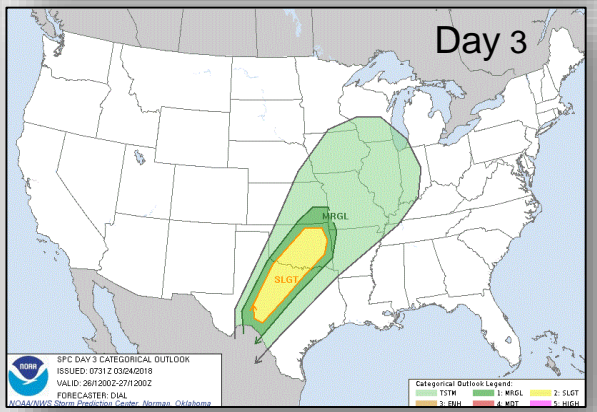 Day 3
MRGL
SLGT
NOAA
SPC DAY 3 CATEGORICAL OUTLOOK
ISSUED: 0731Z 03/24/2018
VALID: 26/1200Z-27/1200Z
FORECASTER: DIAL
NOAA/NWS Storm Prediction Center, Norman, Oklahoma
Categorical Outlook Legend:
TSTM 1: MRGL 2: SLGT
3: ENH 4: MDT 5: HIGH